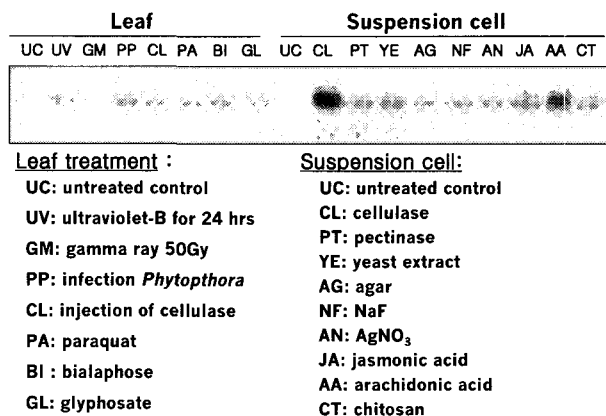 Leaf
Suspension cell
UC UV GM PP CL PA BI GL UC CL PT YE AG NF AN JA AA CT
Leaf treatment :
UC: untreated control
UV: ultraviolet-B for 24 hrs
GM: gamma ray 50Gy
PP: infection Phytopthora
CL: injection of cellulase
PA: paraquat
BI : bialaphose
GL: glyphosate
Suspension cell:
UC: untreated control
CL: cellulase
PT: pectinase
YE: yeast extract
AG: agar
NF: NaF
AN: AgNO₃
JA: jasmonic acid
AA: arachidonic acid
CT: chitosan